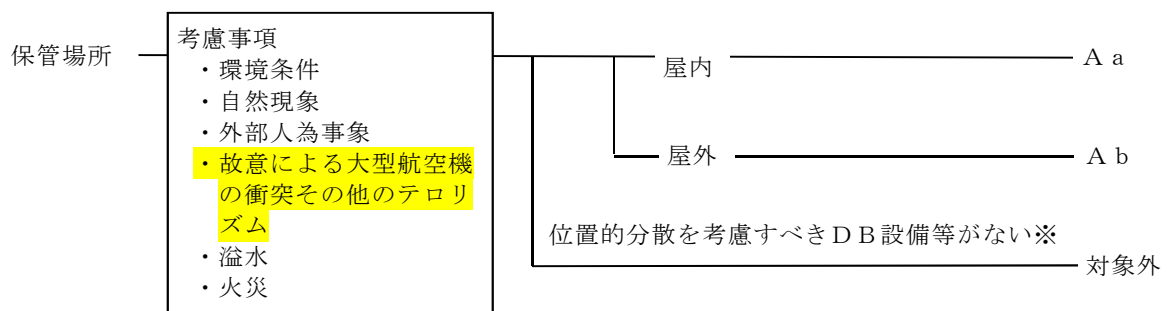 保管場所
考慮事項
・環境条件
・自然現象
・外部人為事象
・故意による大型航空機
の衝突その他のテロリ
ズム
・溢水
・火災
屋内
Ａａ
屋外
Ａｂ
位置的分散を考慮すべきＤＢ設備等がない※
対象外